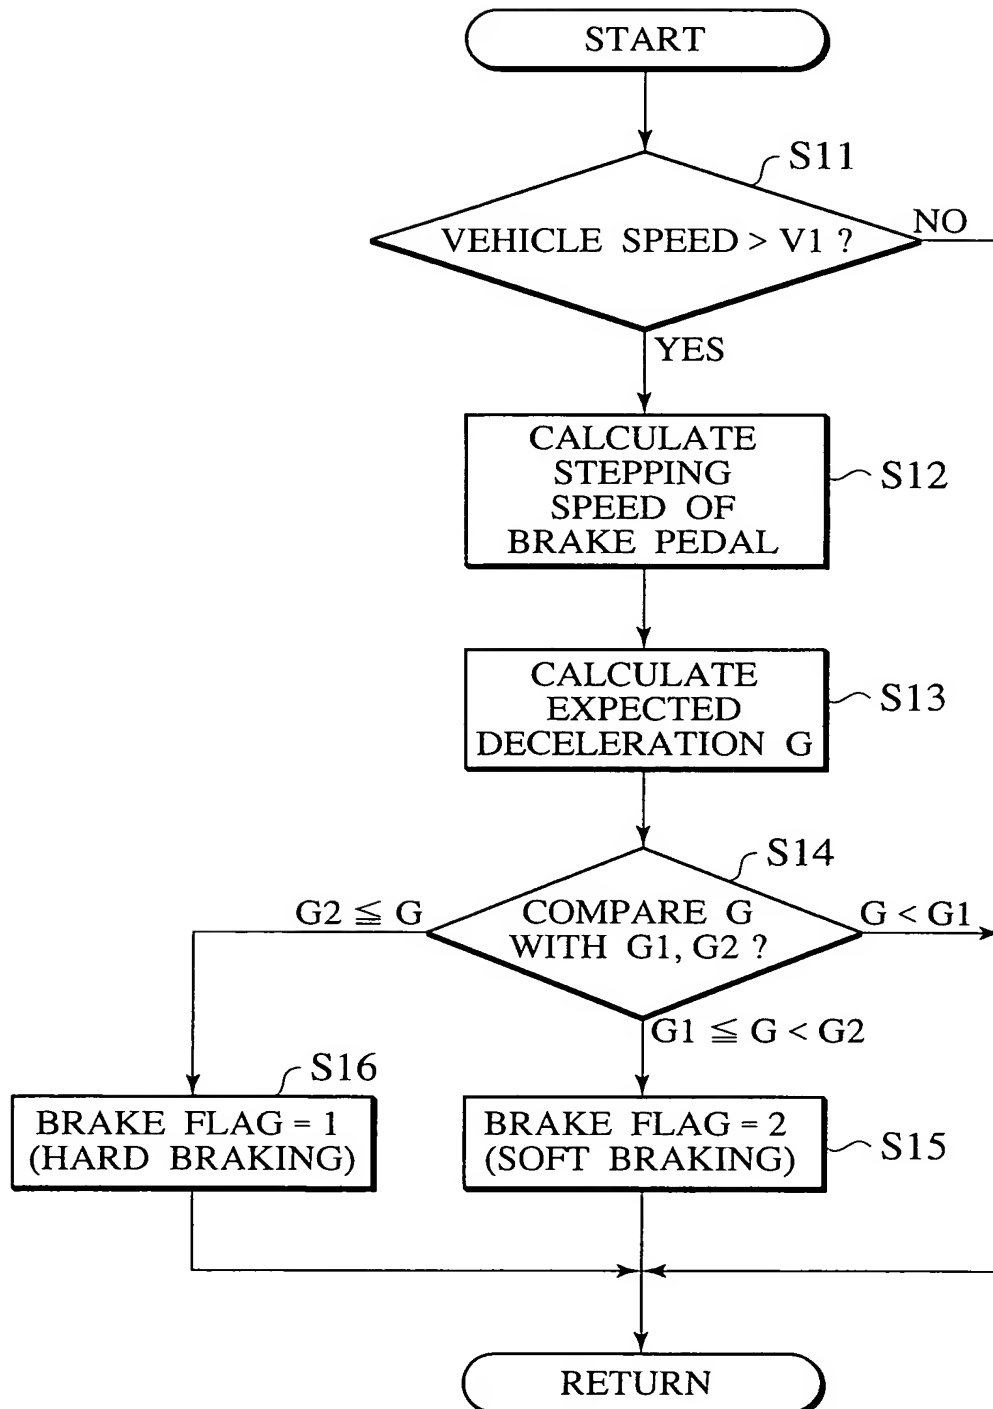 START
S11
VEHICLE SPEED > V1 ?
NO
YES
CALCULATE
STEPPING
SPEED OF
BRAKE PEDAL
S12
CALCULATE
EXPECTED
DECELERATION G
S13
S14
G2 ≦ G
COMPARE G
WITH G1, G2 ?
G < G1
G1 ≦ G < G2
S16
BRAKE FLAG = 1
(HARD BRAKING)
BRAKE FLAG = 2
(SOFT BRAKING)
S15
RETURN